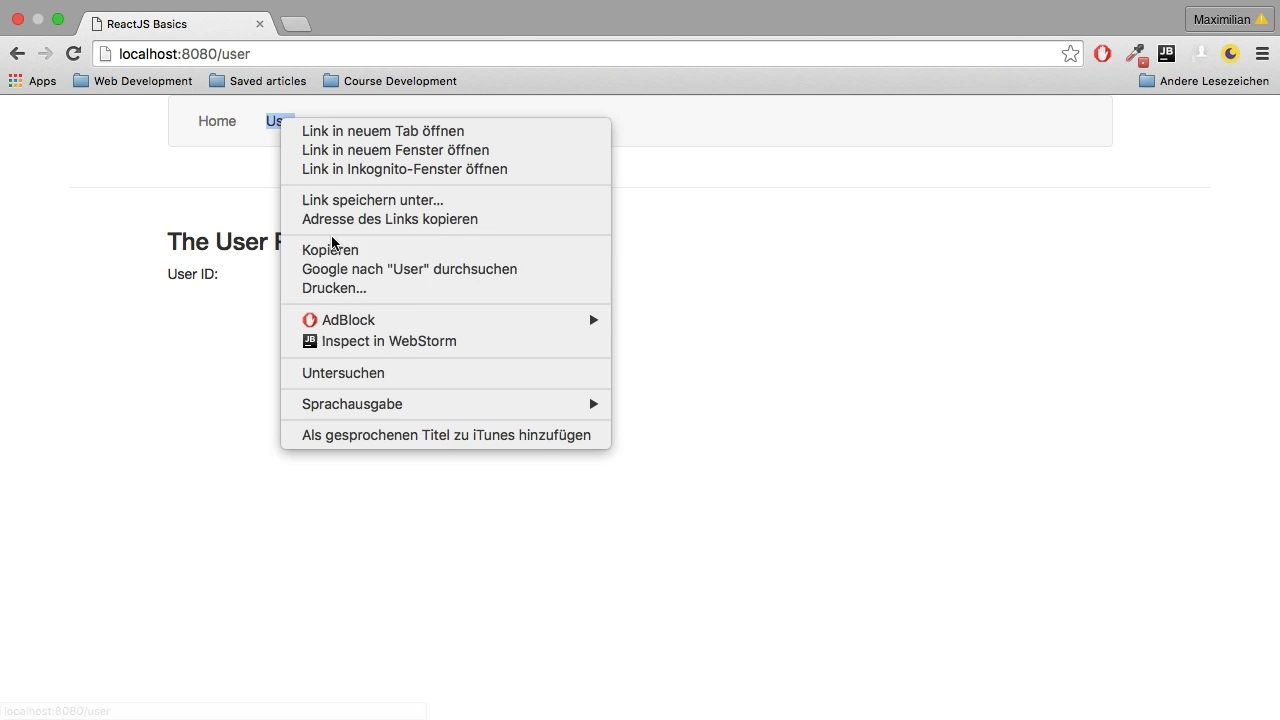 ReactJS Basics
Maximilian
localhost:8080/user
JB
Apps
Web Development
Saved articles
Course Development
Andere Lesezeichen
Home
Link in neuem Tab öffnen
Link in neuem Fenster öffnen
Link in Inkognito-Fenster öffnen
Link speichern unter...
Adresse des Links kopieren
The User
Kopieren
User ID:
Google nach "User" durchsuchen
Drucken...
AdBlock
JB Inspect in WebStorm
Untersuchen
Sprachausgabe
Als gesprochenen Titel zu iTunes hinzufügen
localhost:8080/user